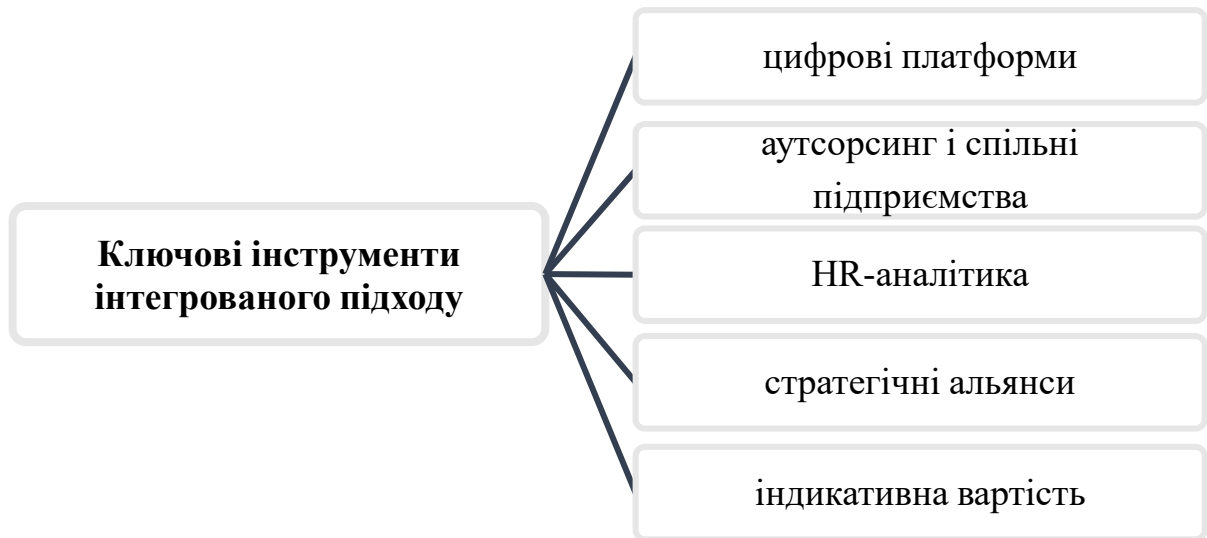 Ключові інструменти
інтегрованого підходу
цифрові платформи
аутсорсинг і спільні
підприємства
HR-аналітика
стратегічні альянси
індикативна вартість